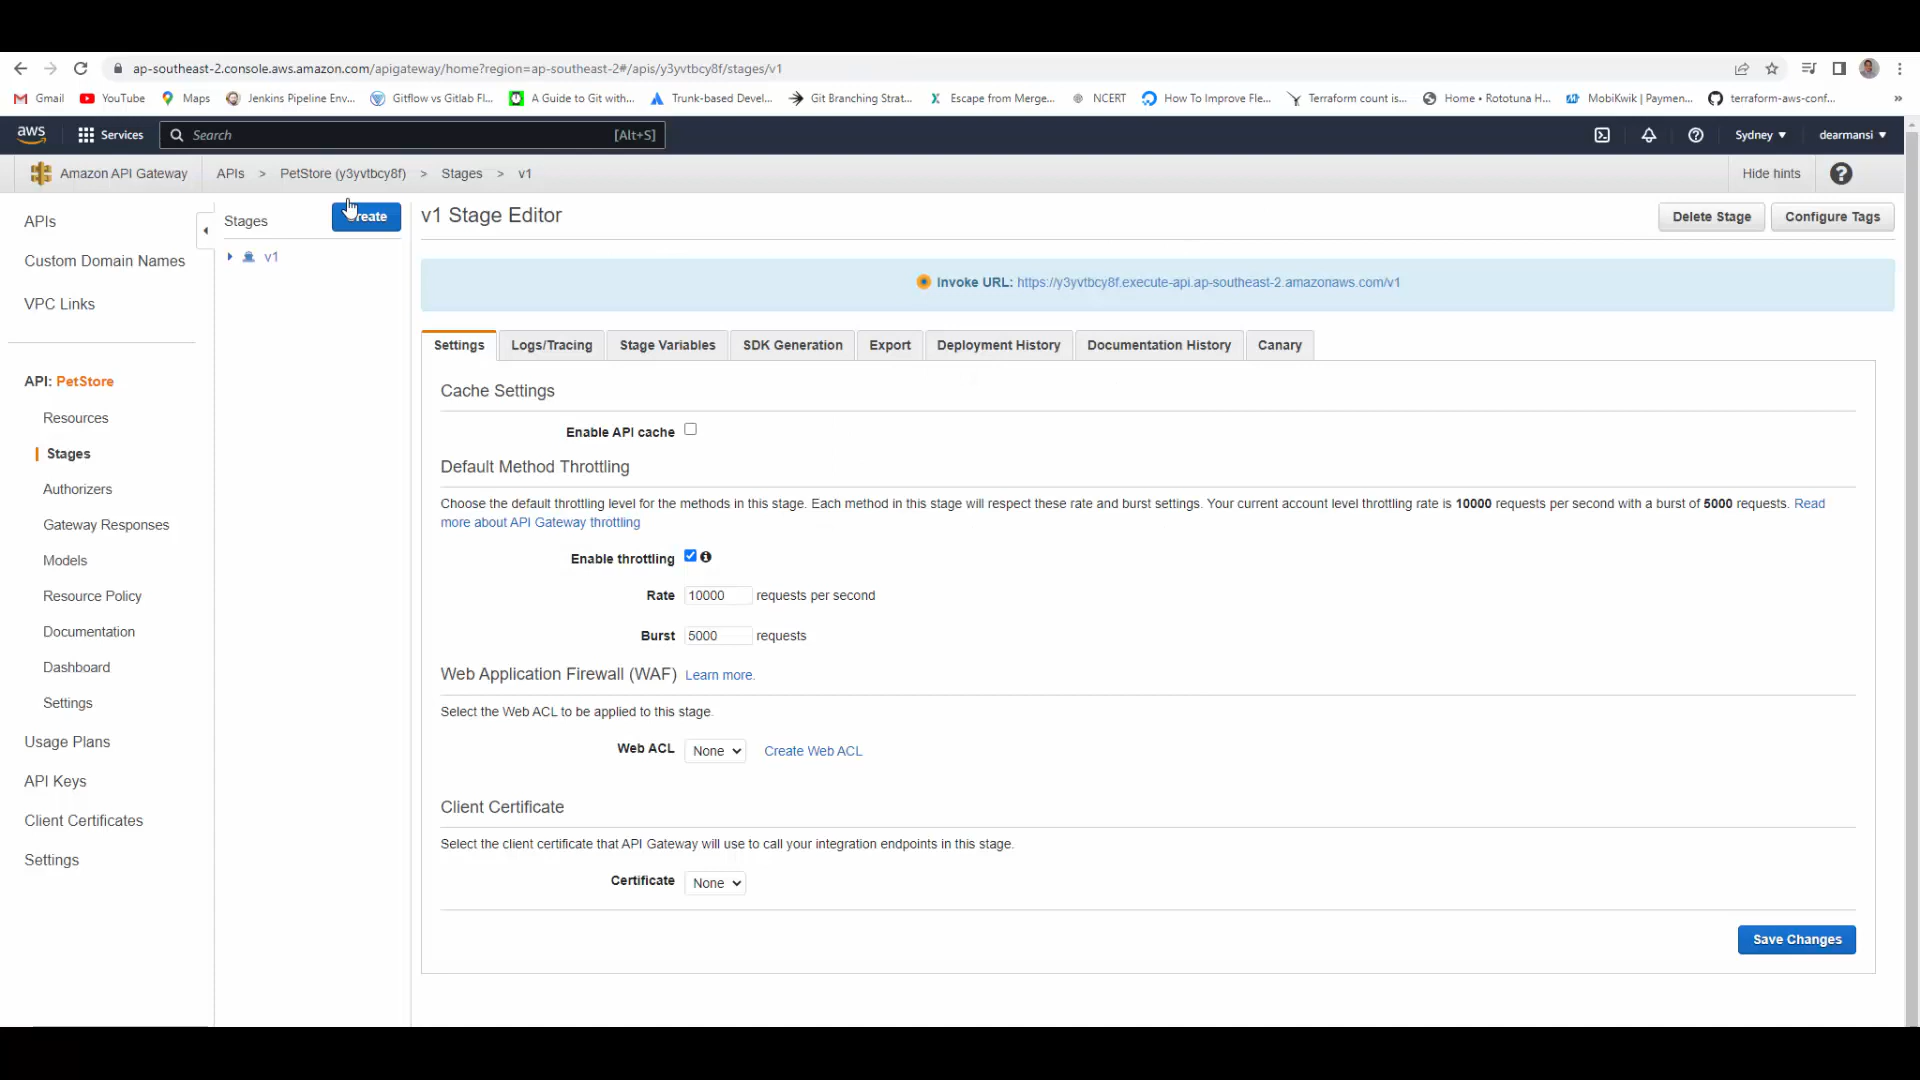 ap-southeast-2.console.aws.amazon.com/apigateway/home?region=ap-southeast-2#/apis/y3yvtbcy8f/stages/v1
Gmail YouTube Maps Jenkins Pipeline Env... Gitflow vs Gitlab Fl... A Guide to Git with... Trunk-based Devel... Git Branching Strat... Escape from Merge... NCERT How To Improve Fle... Terraform count is... Home • Rototuna H... MobiKwik | Paymen... terraform-aws-conf... »
aws Services Search [Alt+S] Sydney dearmansi
Amazon API Gateway APIs > PetStore (y3yvtbcy8f) > Stages > v1 Hide hints
APIs
Custom Domain Names
VPC Links
API: PetStore
Resources
Stages
Authorizers
Gateway Responses
Models
Resource Policy
Documentation
Dashboard
Settings
Usage Plans
API Keys
Client Certificates
Settings
Stages
v1
v1 Stage Editor Delete Stage Configure Tags
Invoke URL: https://y3yvtbcy8f.execute-api.ap-southeast-2.amazonaws.com/v1
Settings Logs/Tracing Stage Variables SDK Generation Export Deployment History Documentation History Canary
Cache Settings
Enable API cache
Default Method Throttling
Choose the default throttling level for the methods in this stage. Each method in this stage will respect these rate and burst settings. Your current account level throttling rate is 10000 requests per second with a burst of 5000 requests. Read
more about API Gateway throttling
Enable throttling
Rate 10000 requests per second
Burst 5000 requests
Web Application Firewall (WAF) Learn more.
Select the Web ACL to be applied to this stage.
Web ACL None Create Web ACL
Client Certificate
Select the client certificate that API Gateway will use to call your integration endpoints in this stage.
Certificate None
Save Changes